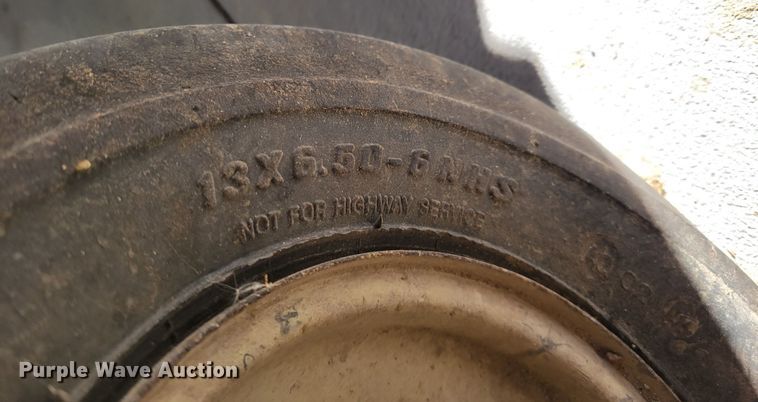 13X6.50-6 NHS
NOT FOR HIGHWAY SERVICE
Purple Wave Auction